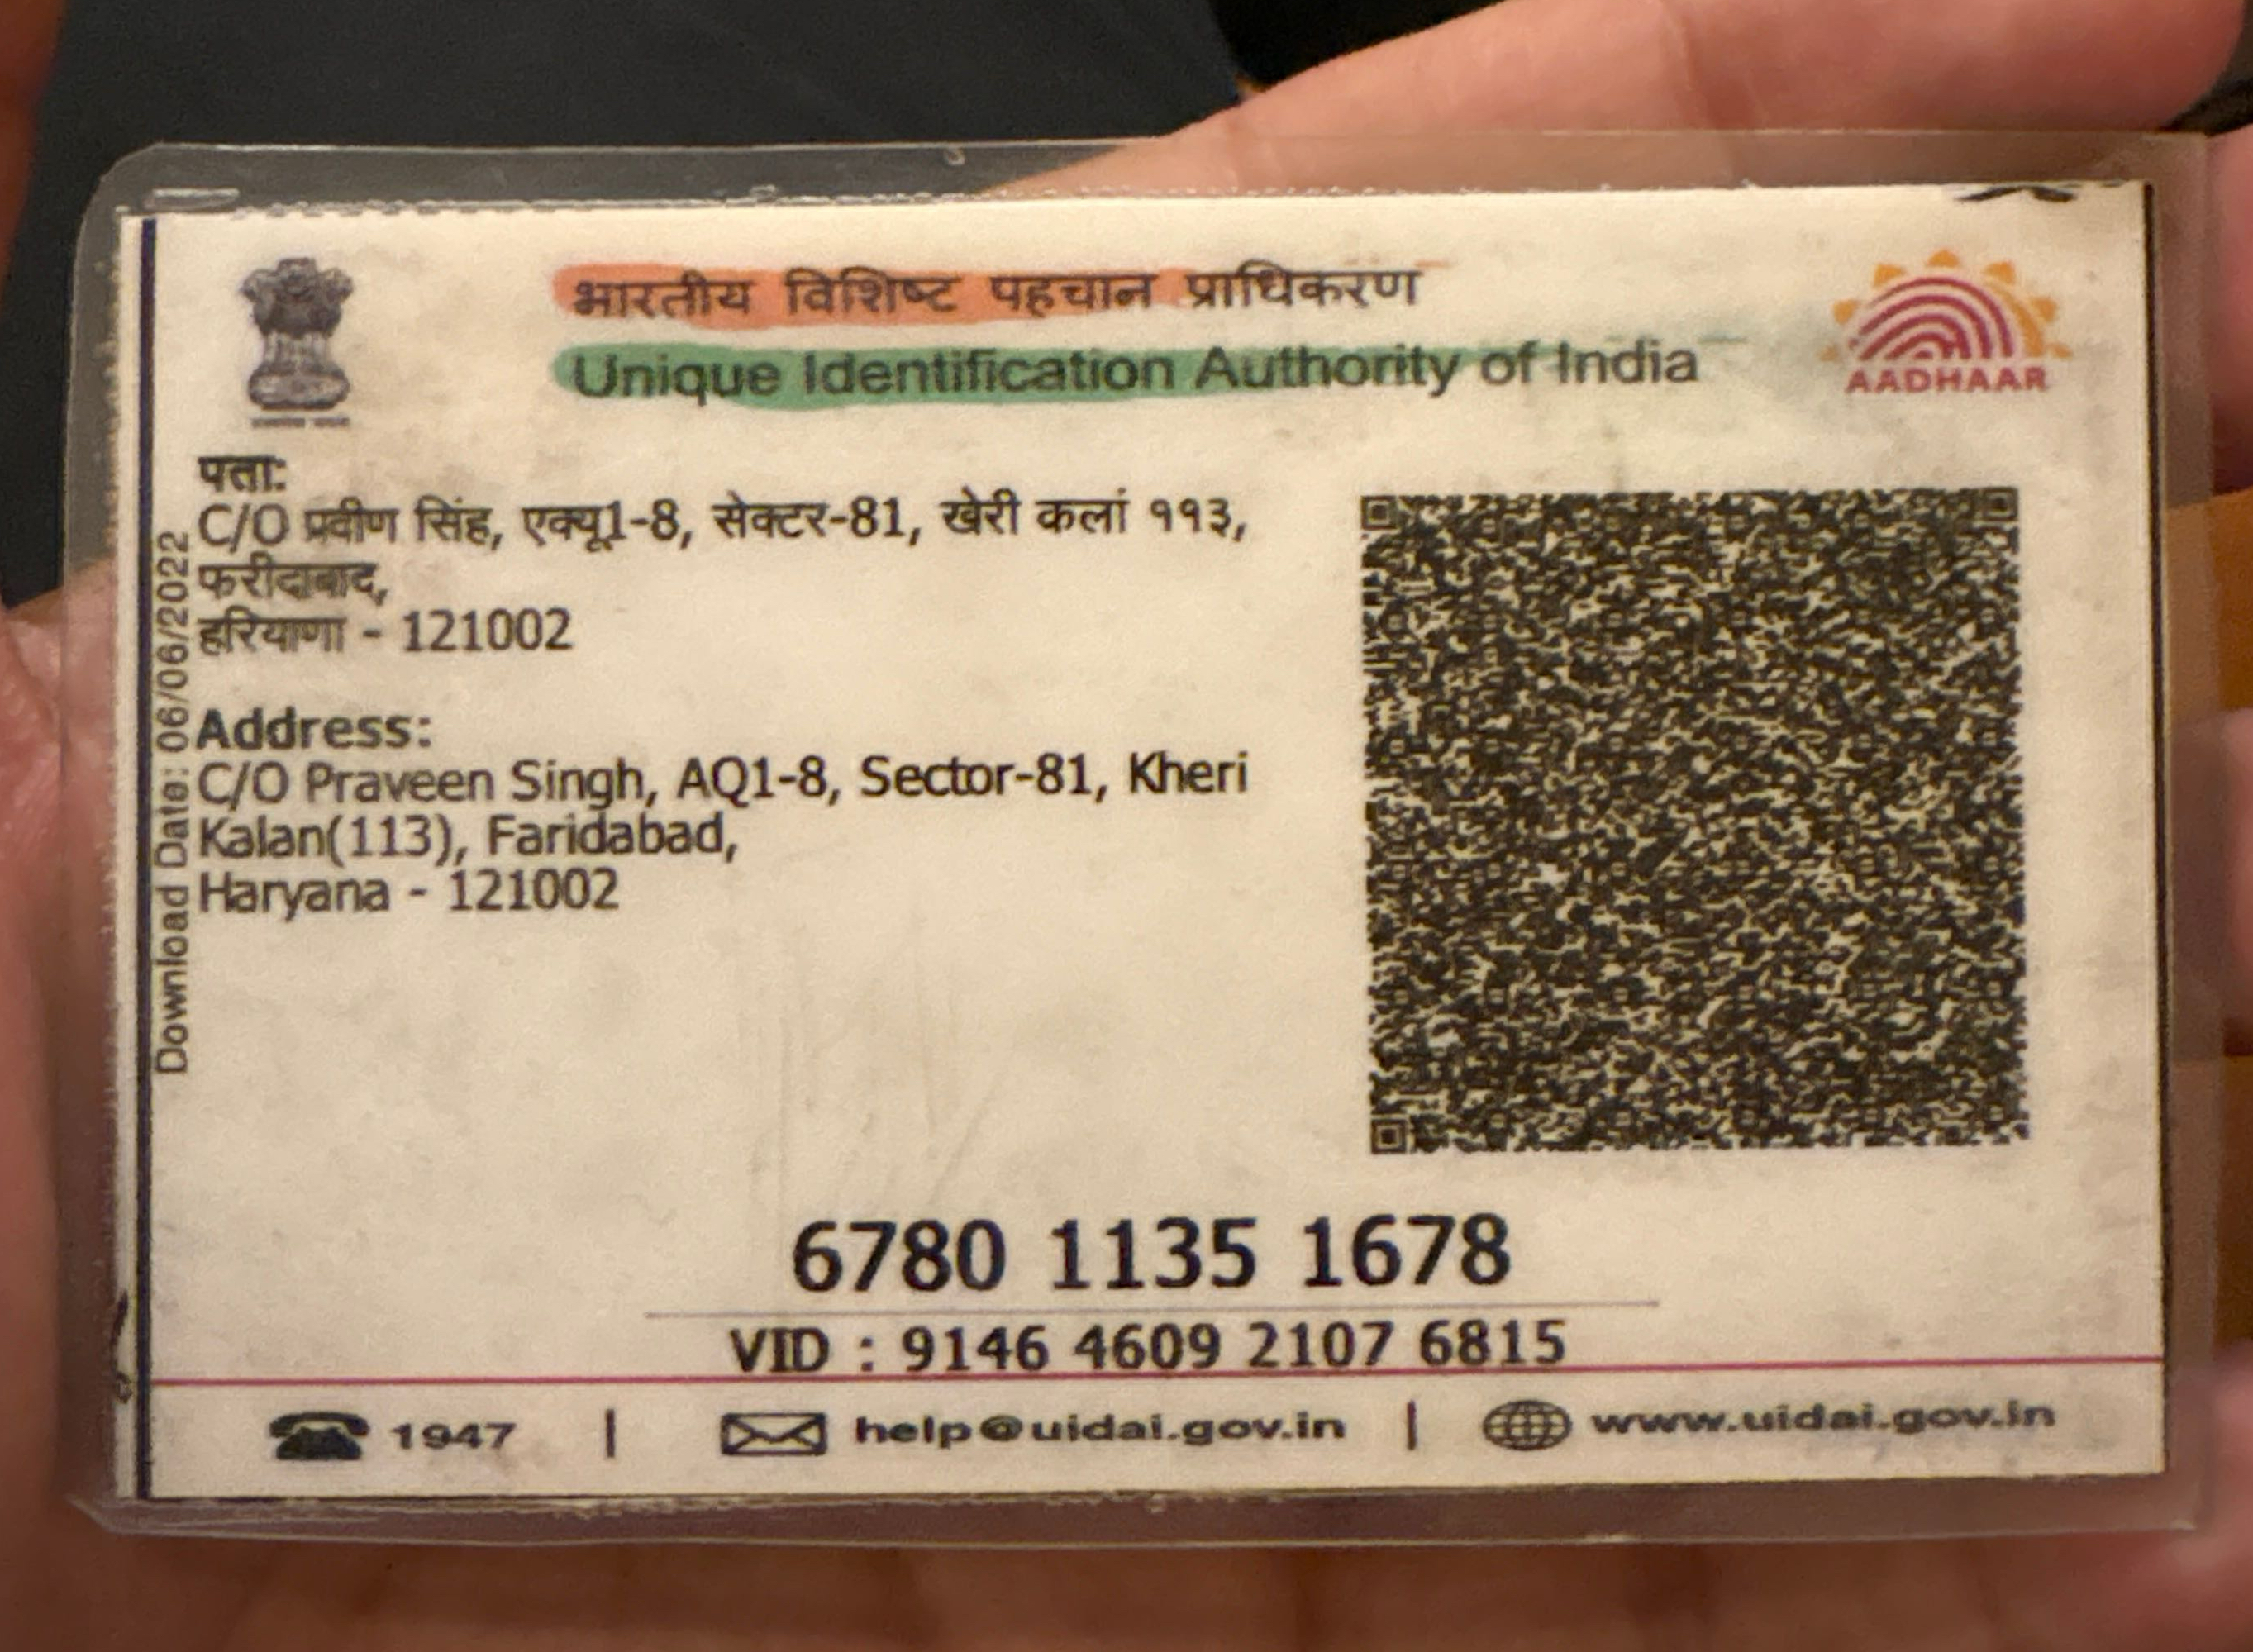 भारतीय विशिष्ट पहचान प्राधिकरण
Unique Identification Authority of India
AADHAAR
पता:
C/O प्रवीण सिंह, एक्यू1-8, सेक्टर-81, खेरी कलां ११३,
फरीदाबाद,
हरियाणा - 121002
Address:
C/O Praveen Singh, AQ1-8, Sector-81, Kheri
Kalan(113), Faridabad,
Haryana - 121002
Download Date: 06/06/2022
6780 1135 1678
VID : 9146 4609 2107 6815
1947 | help@uidai.gov.in | www.uidai.gov.in